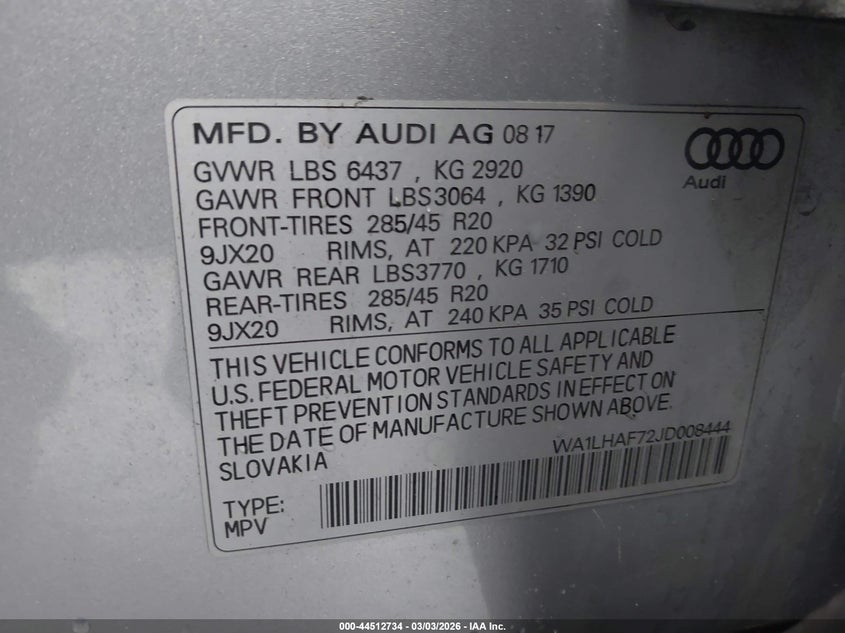 MFD. BY AUDI AG 08 17
Audi
GVWR LBS 6437 , KG 2920
GAWR FRONT LBS3064 , KG 1390
FRONT-TIRES 285/45 R20
9JX20 RIMS, AT 220 KPA 32 PSI COLD
GAWR REAR LBS3770 , KG 1710
REAR-TIRES 285/45 R20
9JX20 RIMS, AT 240 KPA 35 PSI COLD
THIS VEHICLE CONFORMS TO ALL APPLICABLE
U.S. FEDERAL MOTOR VEHICLE SAFETY AND
THEFT PREVENTION STANDARDS IN EFFECT ON
THE DATE OF MANUFACTURE SHOWN ABOVE.
SLOVAKIA WA1LHAF72JD008444
TYPE:
MPV
000-44512734 - 03/03/2026 - IAA Inc.